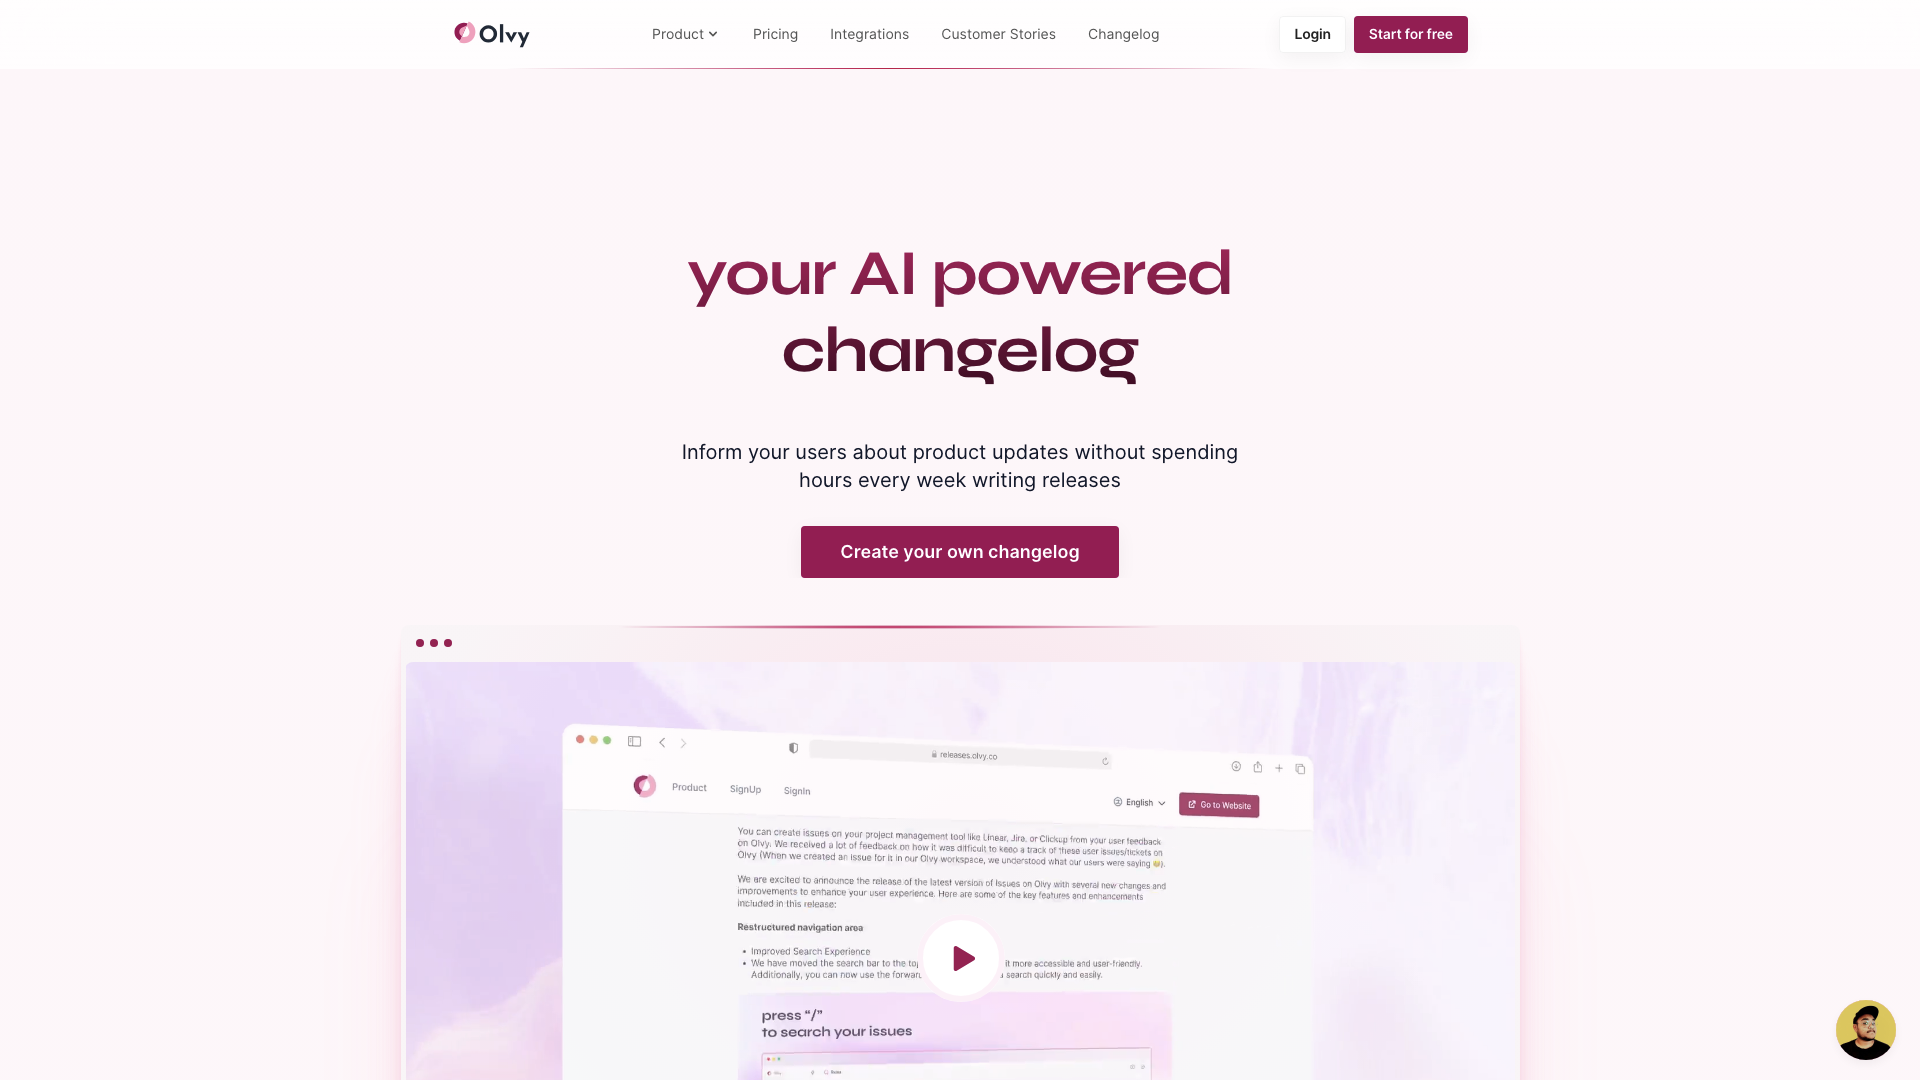 Olvy
Product
Pricing
Integrations
Customer Stories
Changelog
Login
Start for free
your AI powered
changelog
Inform your users about product updates without spending
hours every week writing releases
Create your own changelog
releases.olvy.co
Product
SignUp
SignIn
English
Go to Website
You can create issues on your project management tool like Linear, Jira, or Clickup from your user feedback
on Olvy. We received a lot of feedback on how it was difficult to keep a track of these user issues/tickets on
Olvy (When we created an issue for it in our Olvy workspace, we understood what our users were saying 😅).
We are excited to announce the release of the latest version of Issues on Olvy with several new changes and
improvements to enhance your user experience. Here are some of the key features and enhancements
included in this release:
Restructured navigation area
• Improved Search Experience
• We have moved the search bar to the top it more accessible and user-friendly.
Additionally, you can now use the forward search quickly and easily.
press “/”
to search your issues